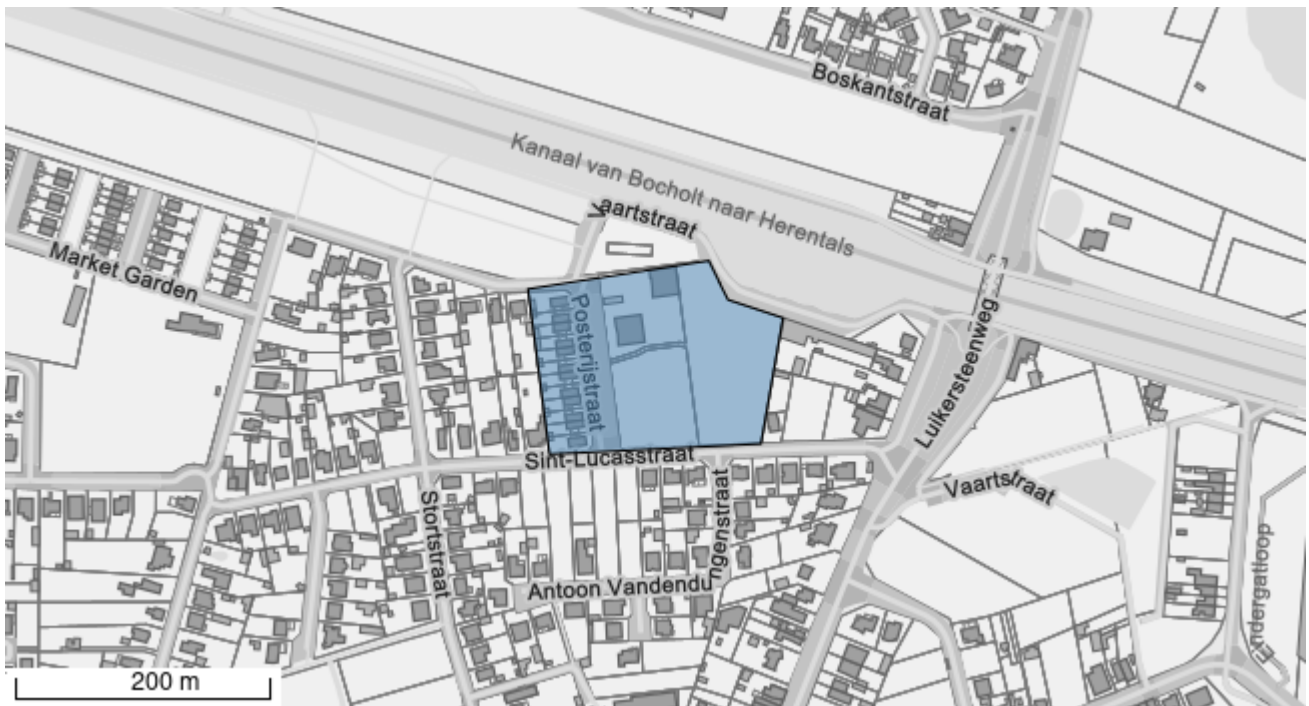 Boskantstraat
Kanaal van Bocholt naar Herentals
Vaartstraat
Market Garden
Posterijstraat
Luikersteenweg
Sint-Lucasstraat
Vaartstraat
Stortstraat
ngenstraat
Antoon Vandendu
Eindergatloop
200 m